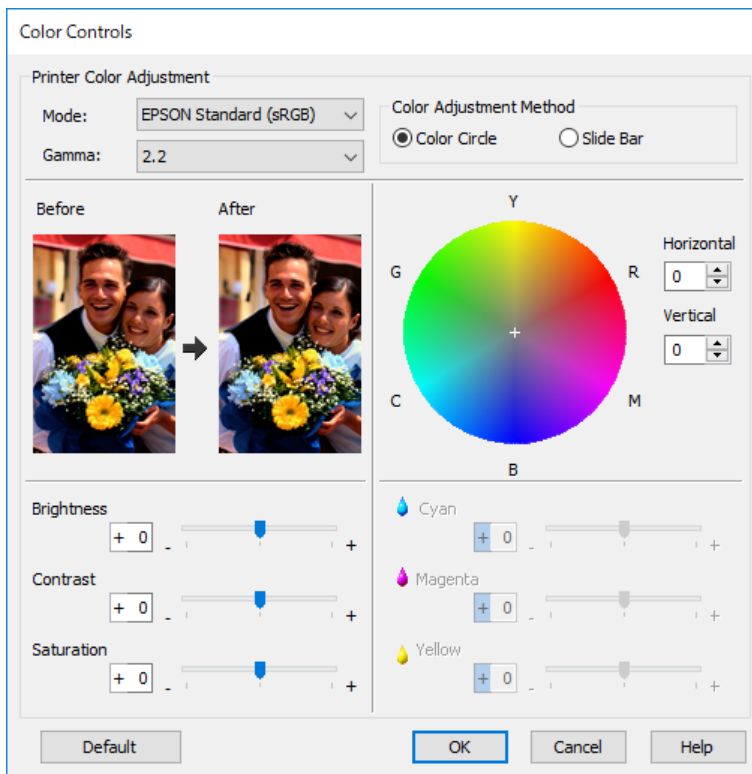 Color Controls
Printer Color Adjustment
Mode: EPSON Standard (sRGB)
Gamma: 2.2
Color Adjustment Method
Color Circle Slide Bar
Before After
Y
G R
C M
B
Horizontal
0
Vertical
0
Brightness
+ 0 - +
Contrast
+ 0 - +
Saturation
+ 0 - +
Cyan
+ 0 - +
Magenta
+ 0 - +
Yellow
+ 0 - +
Default OK Cancel Help